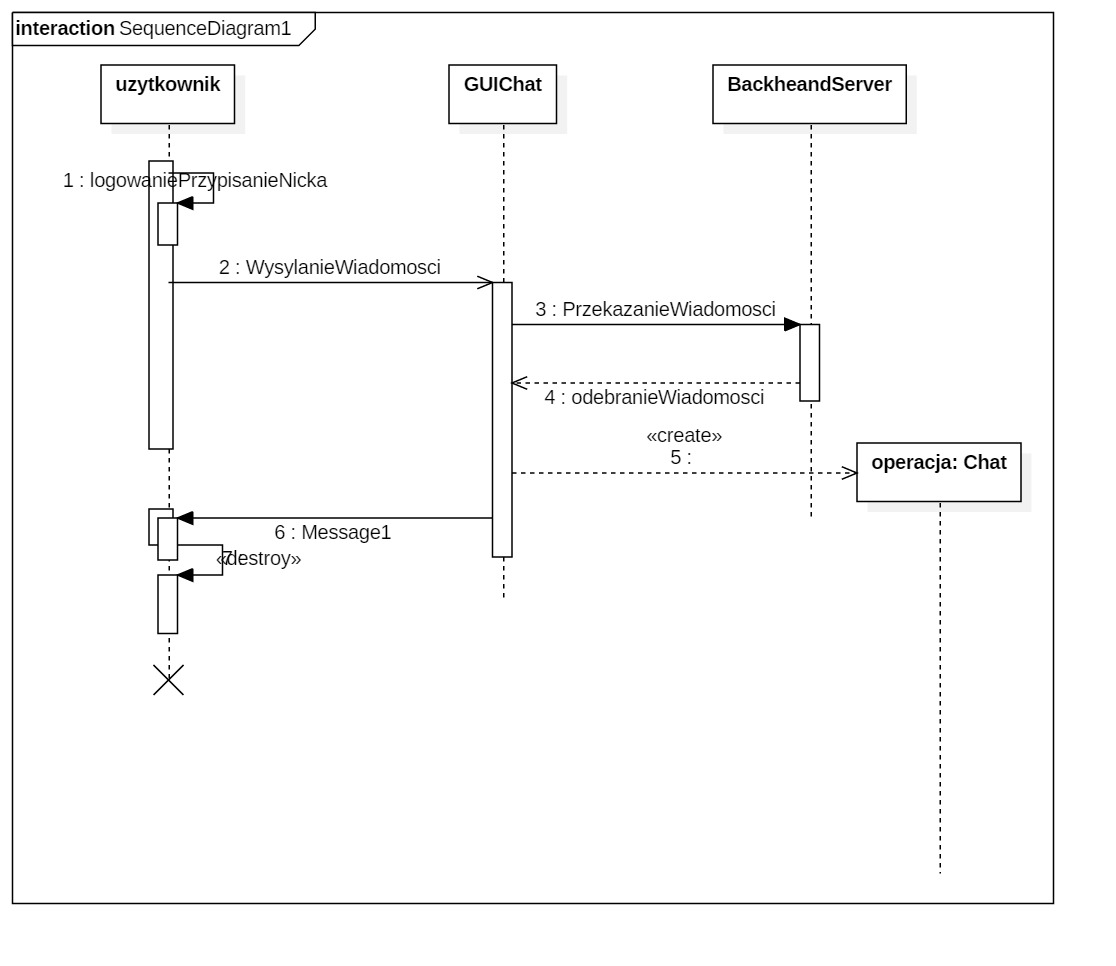 interaction SequenceDiagram1
uzytkownik
GUIChat
BackheandServer
1 : logowaniePrzypisanieNicka
2 : WysylanieWiadomosci
3 : PrzekazanieWiadomosci
4 : odebranieWiadomosci
«create»
5 :
operacja: Chat
6 : Message1
«destroy»
7 :